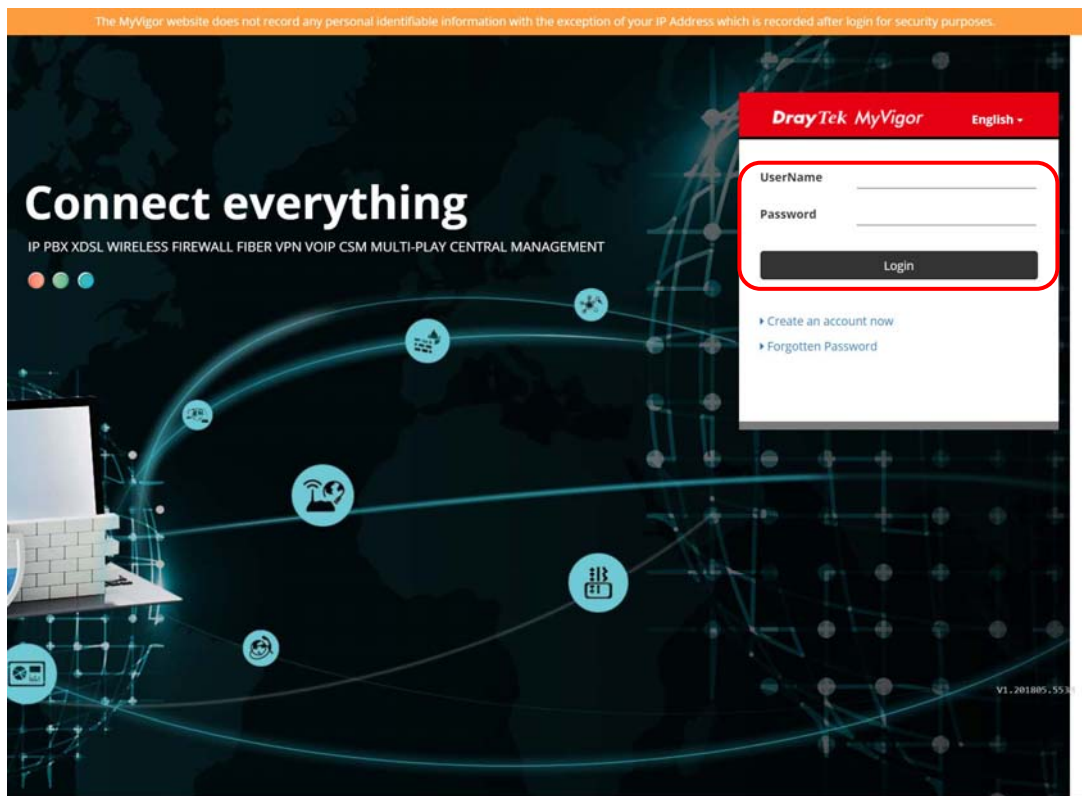 The MyVigor website does not record any personal identifiable information with the exception of your IP Address which is recorded after login for security purposes.
DrayTek MyVigor English
UserName
Password
Login
Create an account now
Forgotten Password
Connect everything
IP PBX XDSL WIRELESS FIREWALL FIBER VPN VOIP CSM MULTI-PLAY CENTRAL MANAGEMENT